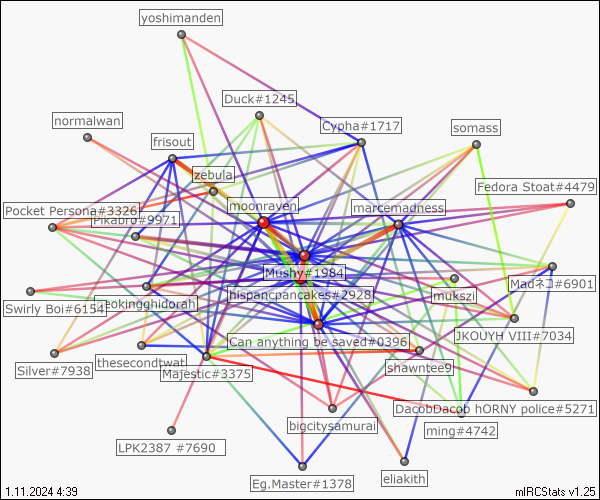 yoshimanden
Duck#1245
normalwan
Cypha#1717
somass
frisout
zebula
Fedora Stoat#4479
moonraven
marcemadness
Pocket Persona#3326
Pikabro#9971
Mushy#1984
Madネコ#6901
hispancpancakes#2928
mukszi
Swirly Boi#6154
neokingghidorah
JKOUYH VIII#7034
Can anything be saved#0396
thesecondtwat
shawntee9
Silver#7938
Majestic#3375
DacobDacob hORNY police#5271
bigcitysamurai
ming#4742
LPK2387 #7690
Eg.Master#1378
eliakith
1.11.2024 4:39
mIRCStats v1.25